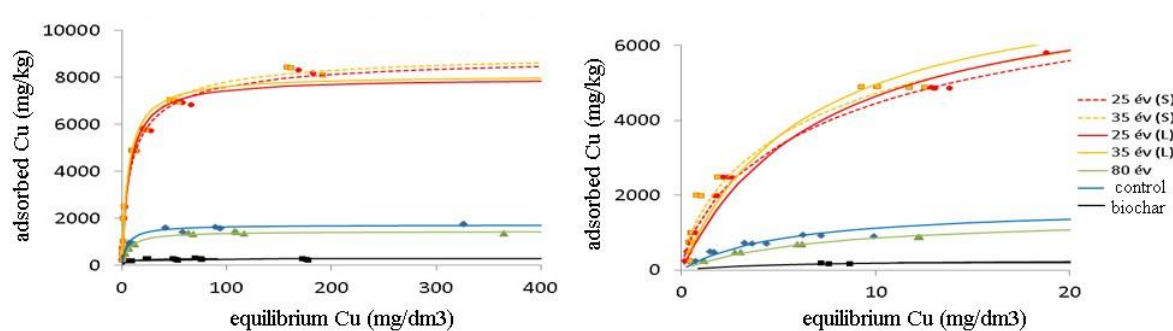 10000
8000
6000
4000
2000
0
adsorbed Cu (mg/kg)
0
100
200
300
400
equilibrium Cu (mg/dm3)
6000
4000
2000
0
adsorbed Cu (mg/kg)
0
10
20
equilibrium Cu (mg/dm3)
25 év (S)
35 év (S)
25 év (L)
35 év (L)
80 év
control
biochar